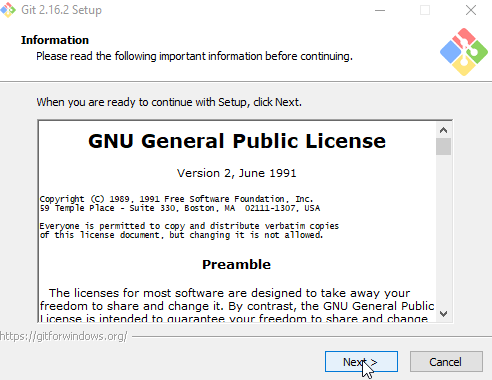 Git 2.16.2 Setup
Information
Please read the following important information before continuing.
When you are ready to continue with Setup, click Next.
GNU General Public License
Version 2, June 1991
Copyright (C) 1989, 1991 Free Software Foundation, Inc.
59 Temple Place - Suite 330, Boston, MA  02111-1307, USA
Everyone is permitted to copy and distribute verbatim copies
of this license document, but changing it is not allowed.
Preamble
The licenses for most software are designed to take away your
freedom to share and change it. By contrast, the GNU General Public
License is intended to guarantee your freedom to share and change
https://gitforwindows.org/
Next >
Cancel